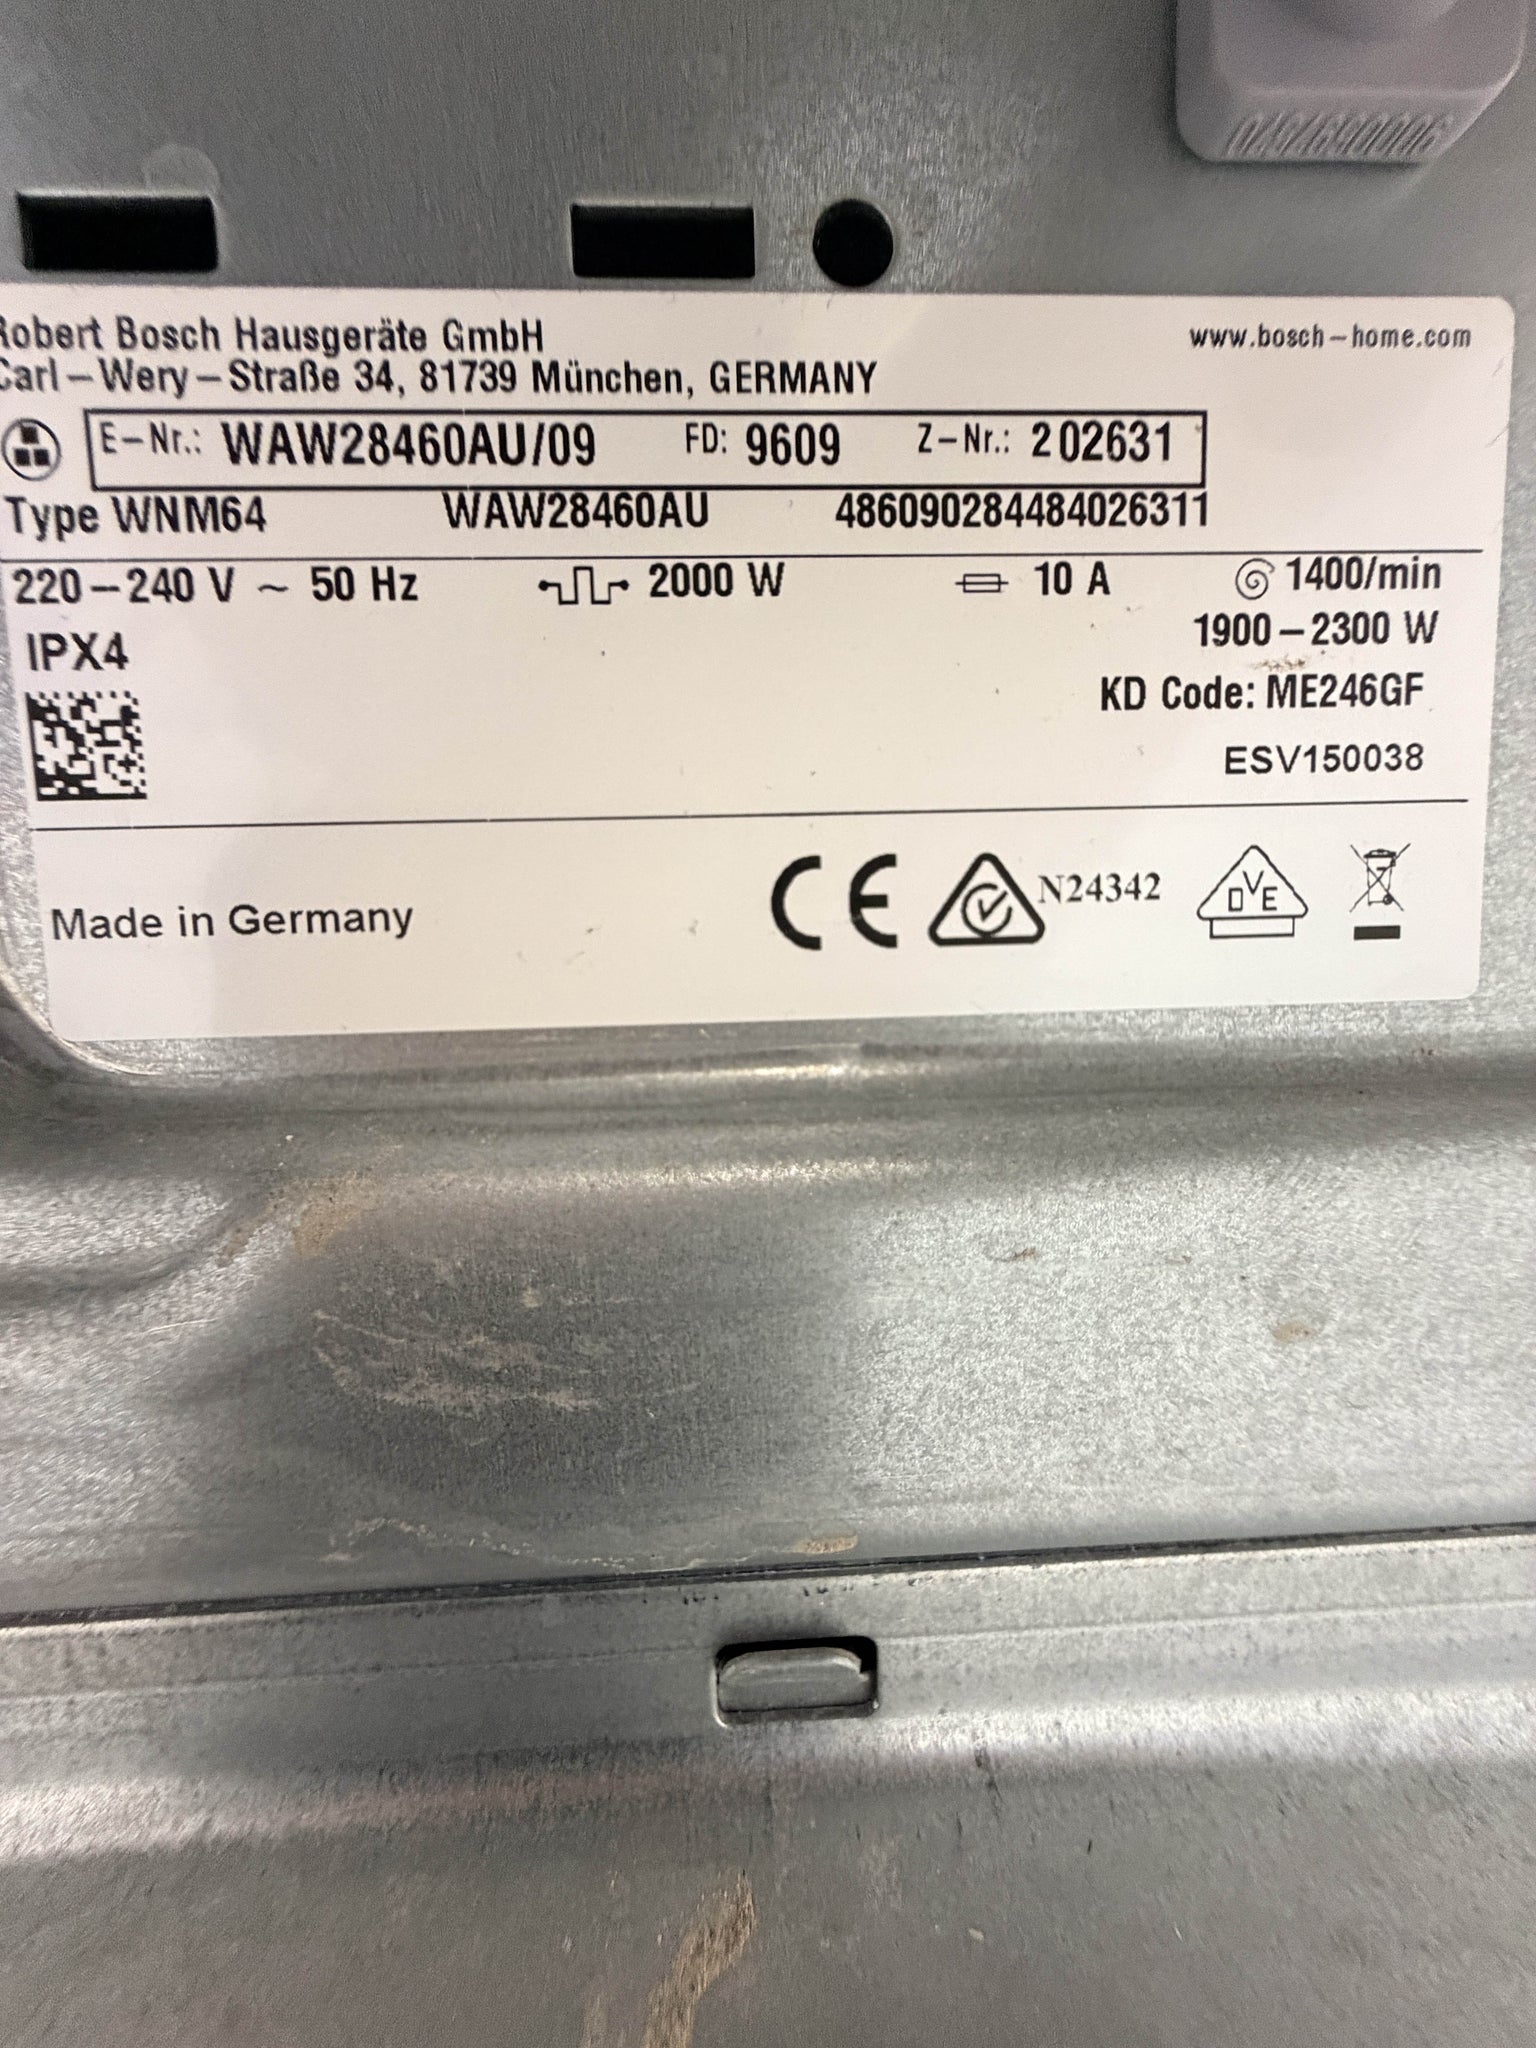 Robert Bosch Hausgeräte GmbH
www.bosch-home.com
Carl-Wery-Straße 34, 81739 München, GERMANY
E-Nr.: WAW28460AU/09 FD: 9609 Z-Nr.: 202631
Type WNM64 WAW28460AU 486090284484026311
220-240 V ~ 50 Hz 2000 W 10 A 1400/min
1900-2300 W
IPX4
KD Code: ME246GF
ESV150038
Made in Germany CE N24342 DVE